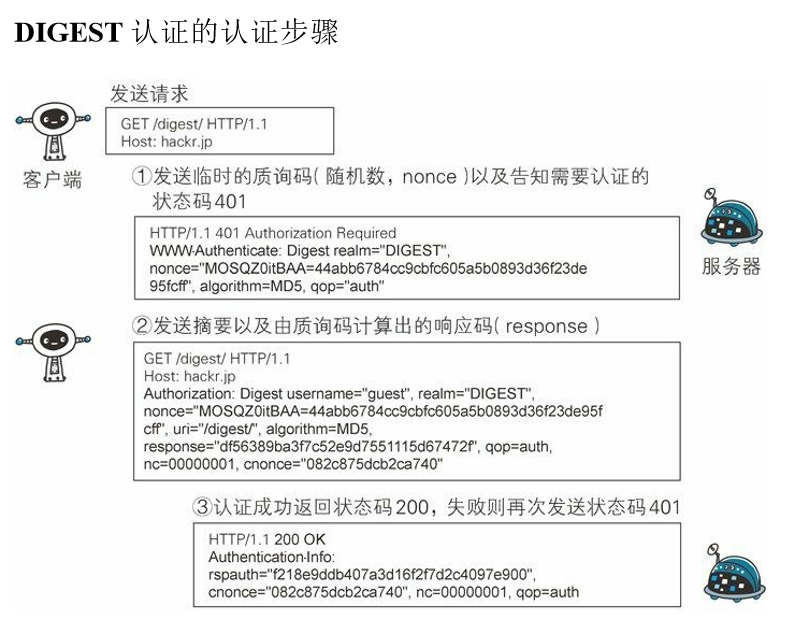 DIGEST 认证的认证步骤
发送请求
GET /digest/ HTTP/1.1
Host: hackr.jp
客户端
①发送临时的质询码(随机数，nonce)以及告知需要认证的
状态码401
HTTP/1.1 401 Authorization Required
WWW-Authenticate: Digest realm="DIGEST",
nonce="MOSQZ0itBAA=44abb6784cc9cbfc605a5b0893d36f23de
95fcff", algorithm=MD5, qop="auth"
服务器
②发送摘要以及由质询码计算出的响应码(response)
GET /digest/ HTTP/1.1
Host: hackr.jp
Authorization: Digest username="guest", realm="DIGEST",
nonce="MOSQZ0itBAA=44abb6784cc9cbfc605a5b0893d36f23de95f
cff", uri="/digest/", algorithm=MD5,
response="df56389ba3f7c52e9d7551115d67472f", qop=auth,
nc=00000001, cnonce="082c875dcb2ca740"
③认证成功返回状态码200，失败则再次发送状态码401
HTTP/1.1 200 OK
Authentication-Info:
rspauth="f218e9ddb407a3d16f2f7d2c4097e900",
cnonce="082c875dcb2ca740", nc=00000001, qop=auth